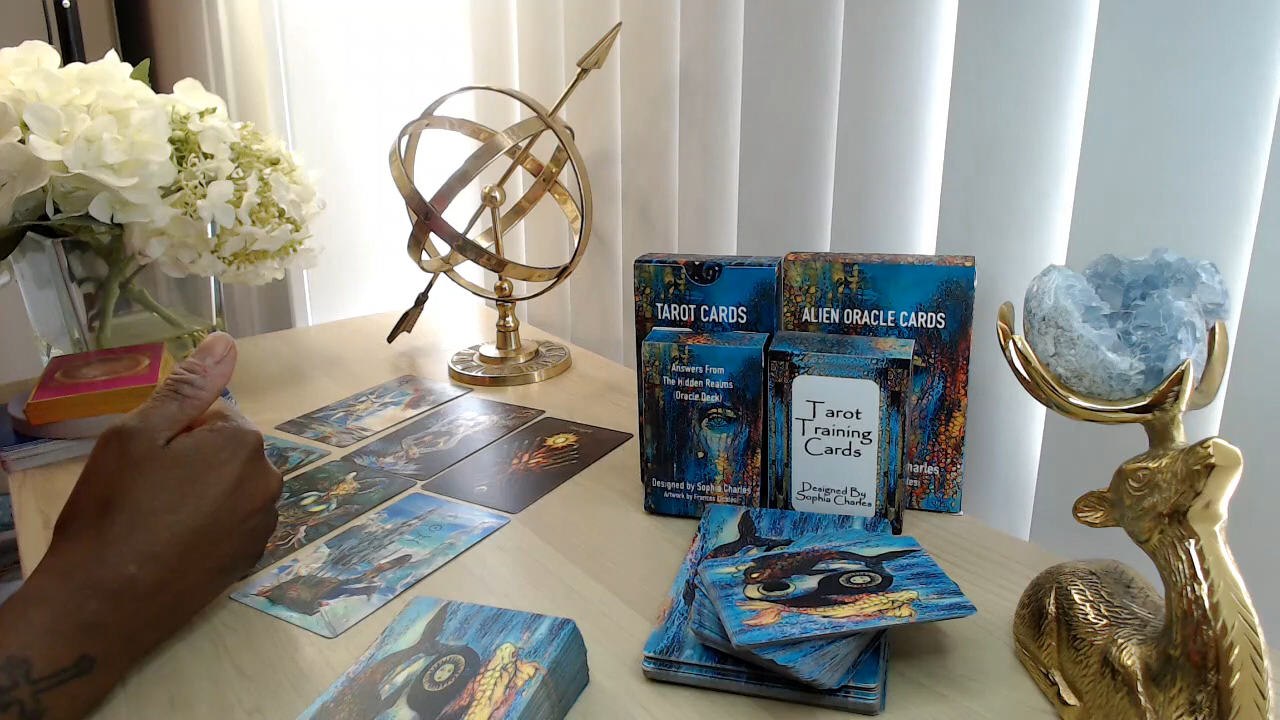 TAROT CARDS
ALIEN ORACLE CARDS
Answers From
The Hidden Realms
Oracle Deck
Designed by Sophia Charles
Tarot
Training
Cards
Designed By
Sophia Charles
harles